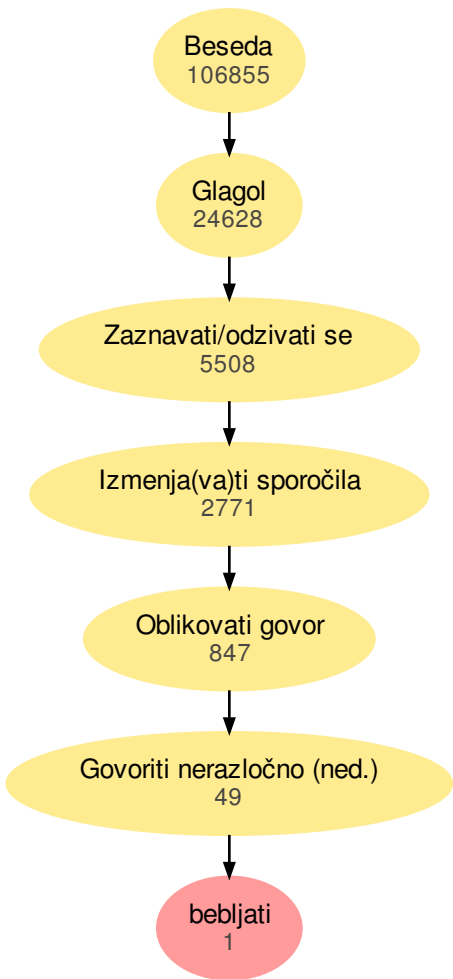 Beseda
106855
Glagol
24628
Zaznavati/odzivati se
5508
Izmenja(va)ti sporočila
2771
Oblikovati govor
847
Govoriti nerazločno (ned.)
49
bebljati
1